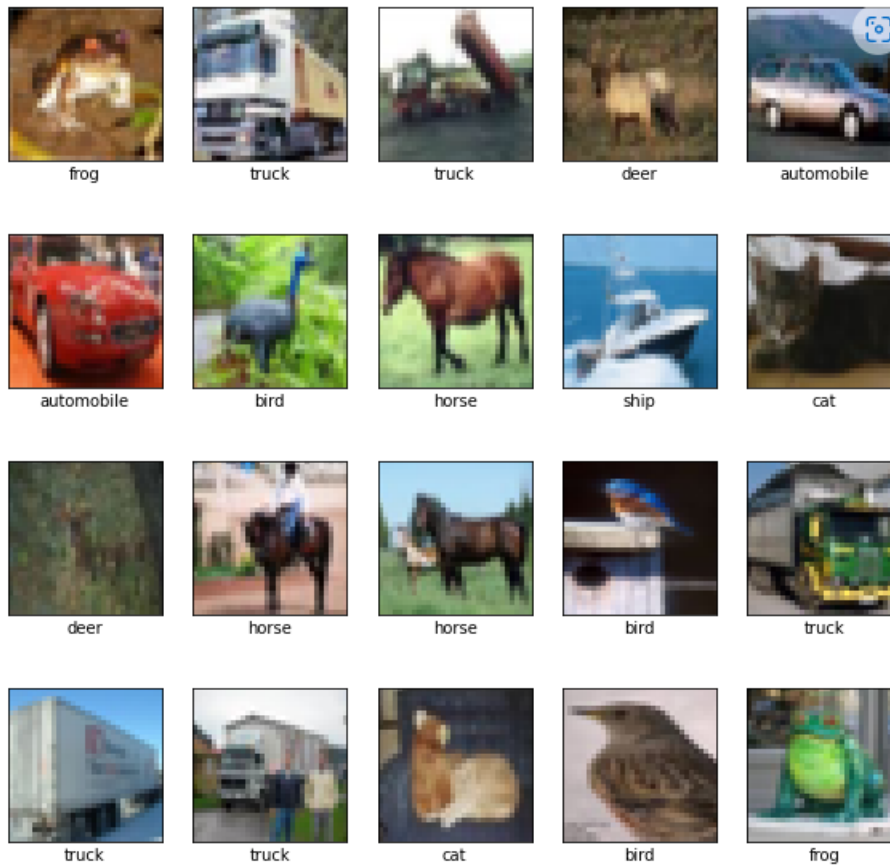 frog truck truck deer automobile
automobile bird horse ship cat
deer horse horse bird truck
truck truck cat bird frog